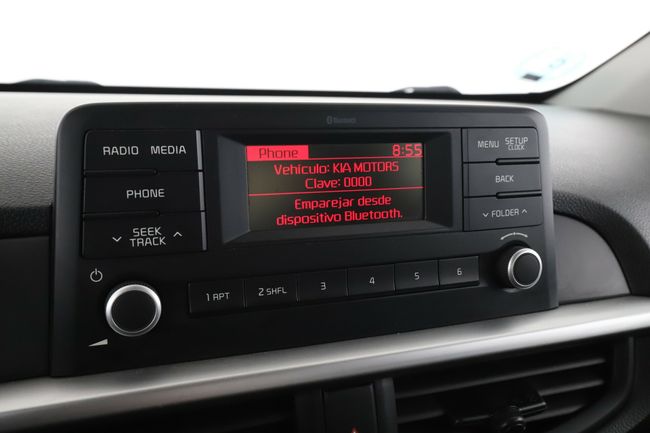 Bluetooth
RADIO MEDIA
PHONE
SEEK
TRACK
Phone 8:55
Vehículo: KIA MOTORS
Clave: 0000
Emparejar desde
dispositivo Bluetooth.
MENU SETUP
CLOCK
BACK
FOLDER
1 RPT 2 SHFL 3 4 5 6